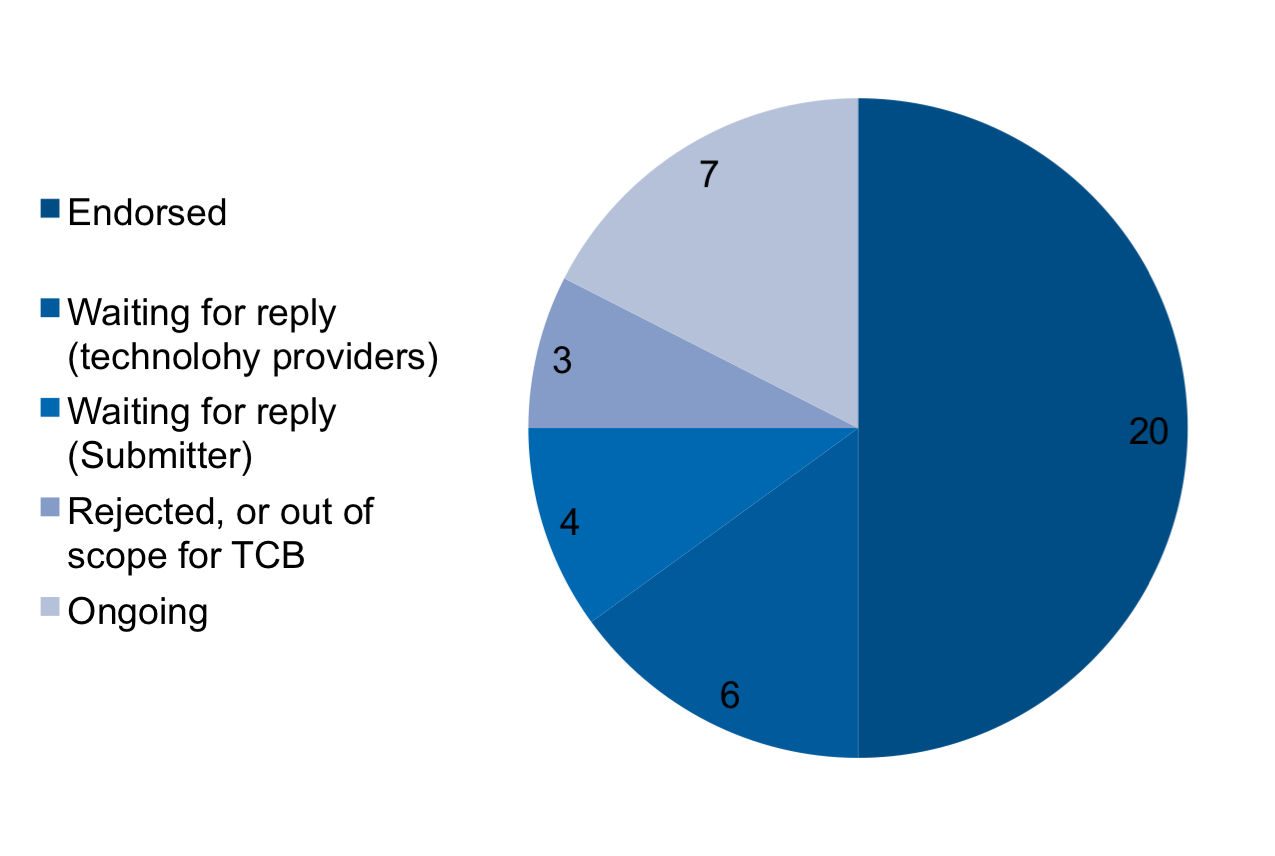 Endorsed
Waiting for reply
(technolohy providers)
Waiting for reply
(Submitter)
Rejected, or out of
scope for TCB
Ongoing
7
3
20
4
6